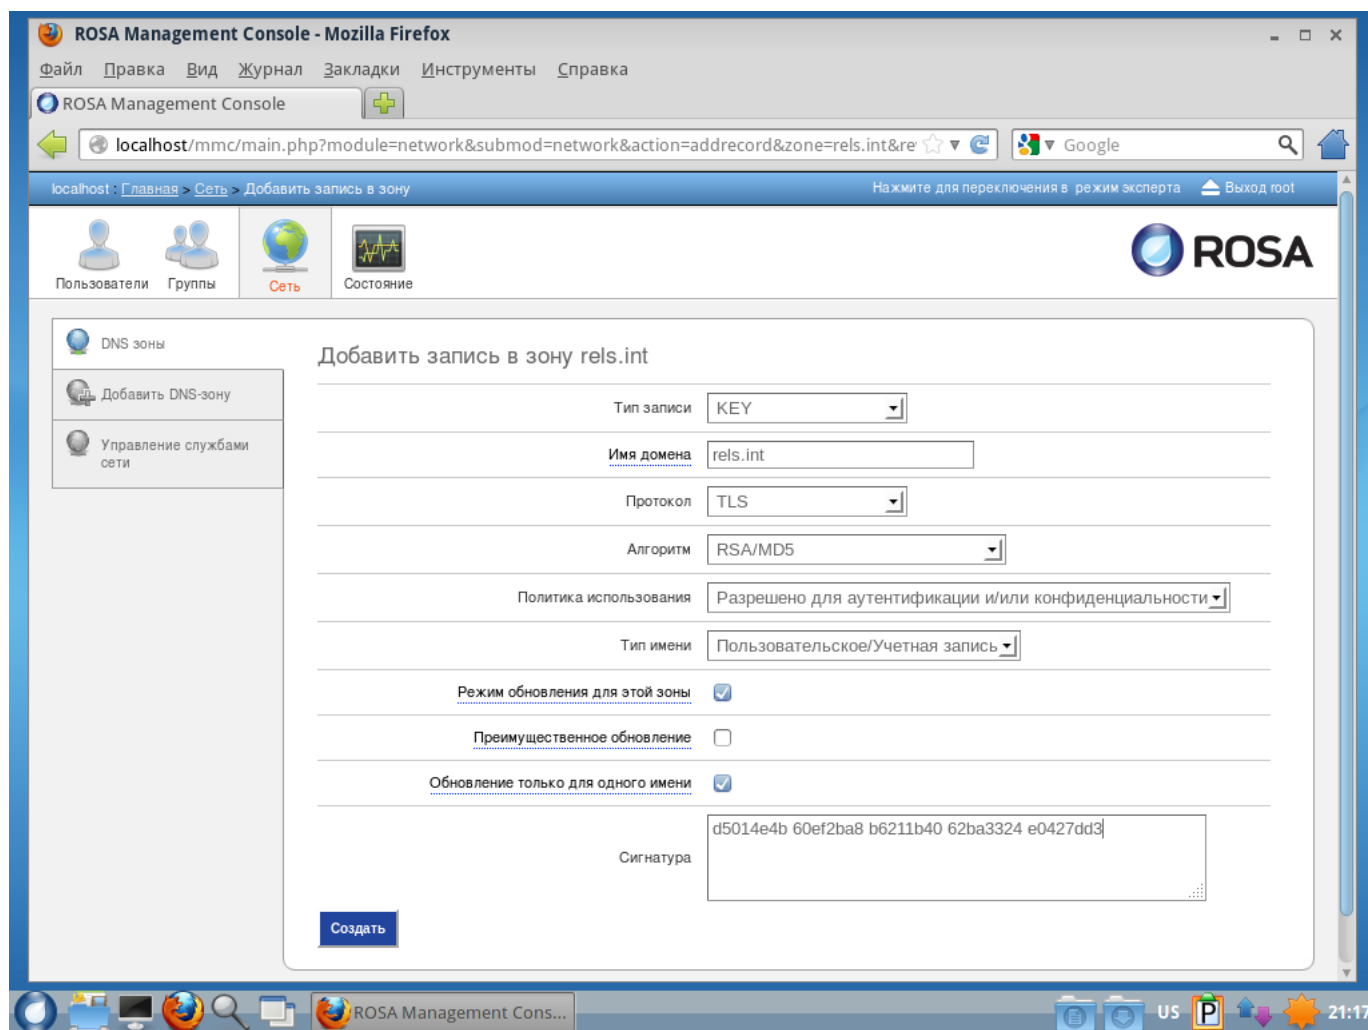 ROSA Management Console - Mozilla Firefox
Файл Правка Вид Журнал Закладки Инструменты Справка
ROSA Management Console
localhost/mmc/main.php?module=network&submod=network&action=addrecord&zone=rels.int&re
Google
localhost : Главная > Сеть > Добавить запись в зону
Нажмите для переключения в режим эксперта
Выход root
Пользователи
Группы
Сеть
Состояние
ROSA
DNS зоны
Добавить DNS-зону
Управление службами
сети
Добавить запись в зону rels.int
Тип записи KEY
Имя домена rels.int
Протокол TLS
Алгоритм RSA/MD5
Политика использования Разрешено для аутентификации и/или конфиденциальности
Тип имени Пользовательское/Учетная запись
Режим обновления для этой зоны
Преимущественное обновление
Обновление только для одного имени
Сигнатура d5014e4b 60ef2ba8 b6211b40 62ba3324 e0427dd3
Создать
ROSA Management Cons...
US
P
21:17